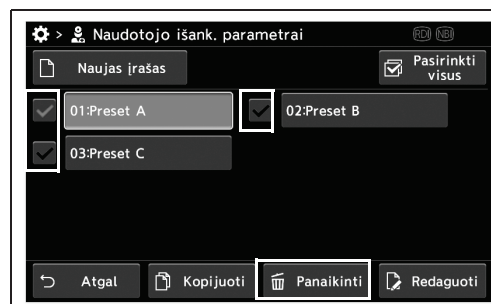 > Naudotojo išank. parametrai RDI NBI
Naujas įrašas
Pasirinkti
visus
01:Preset A
02:Preset B
03:Preset C
Atgal
Kopijuoti
Panaikinti
Redaguoti